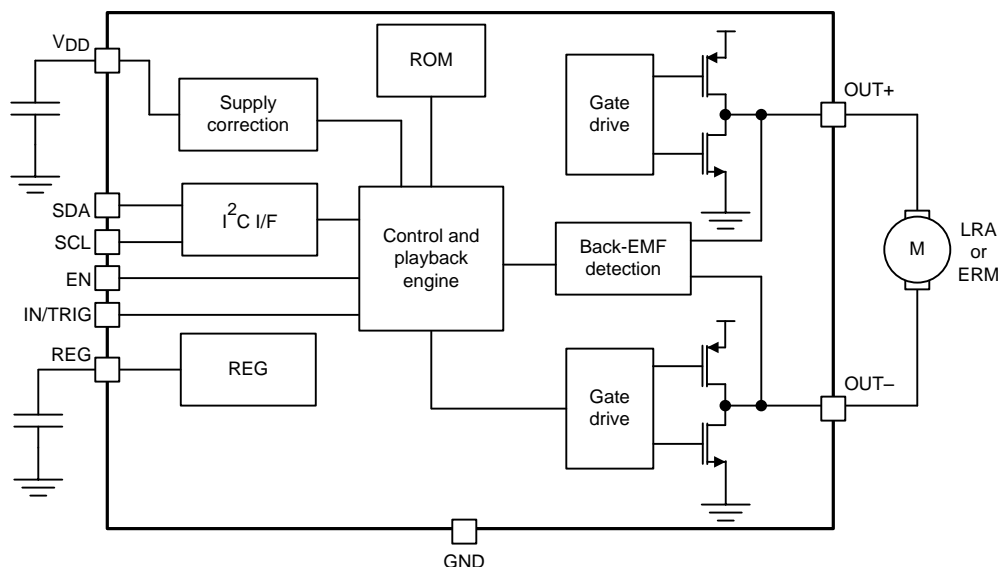 VDD
ROM
Supply
correction
Gate
drive
OUT+
SDA
SCL
I2C I/F
Control and
playback
engine
Back-EMF
detection
M
LRA
or
ERM
EN
IN/TRIG
REG
REG
Gate
drive
OUT–
GND